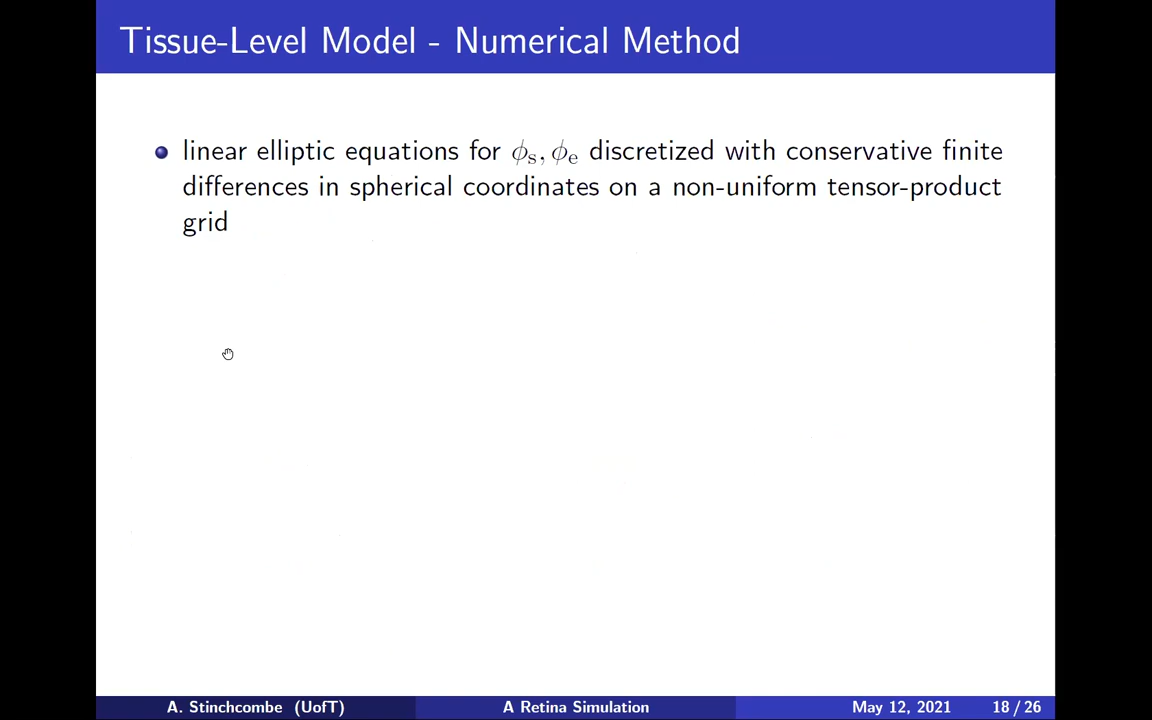 Tissue-Level Model - Numerical Method
linear elliptic equations for ϕₛ, ϕₑ discretized with conservative finite
differences in spherical coordinates on a non-uniform tensor-product
grid
A. Stinchcombe (UofT) A Retina Simulation May 12, 2021 18 / 26